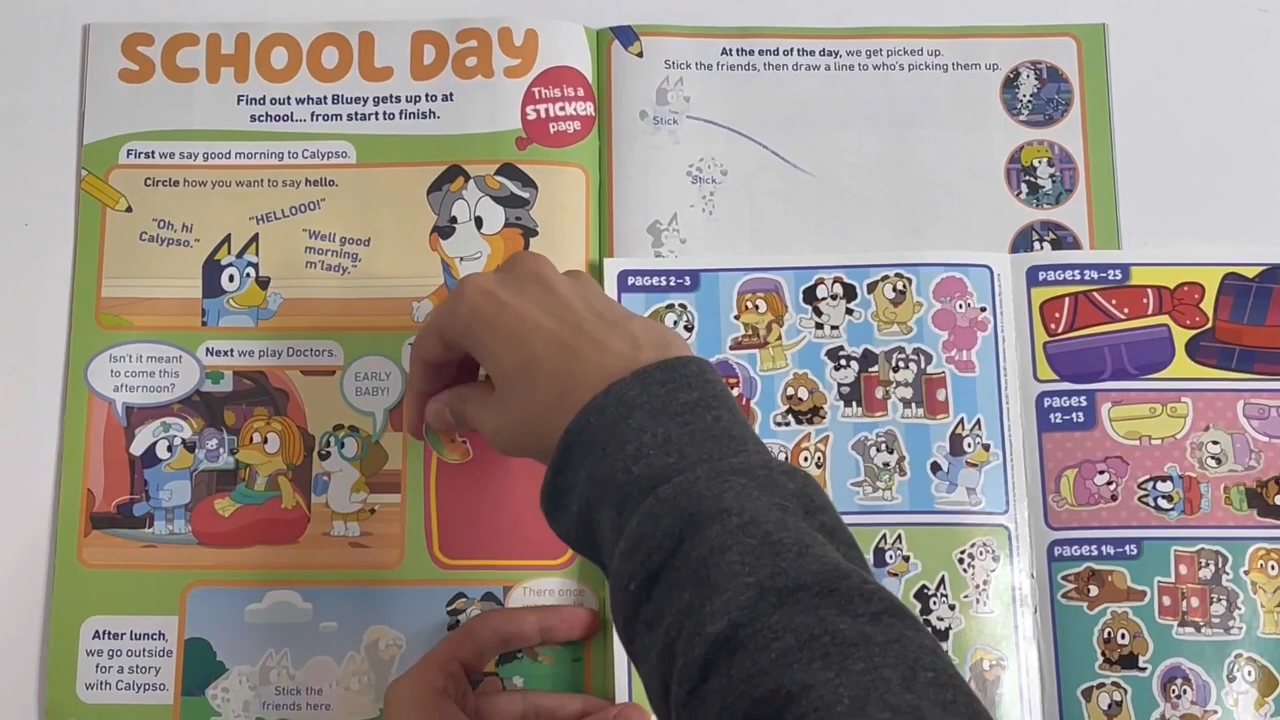 SCHOOL DAY
Find out what Bluey gets up to at
school... from start to finish.
This is a
STICKER
page
First we say good morning to Calypso.
Circle how you want to say hello.
"Oh, hi
Calypso."
"HELLOOO!"
"Well good
morning,
m'lady."
Isn't it meant
to come this
afternoon?
Next we play Doctors.
EARLY
BABY!
After lunch,
we go outside
for a story
with Calypso.
Stick the
friends here.
There once
At the end of the day, we get picked up.
Stick the friends, then draw a line to who's picking them up.
Stick
Stick
PAGES 2-3
PAGES 24-25
PAGES
12-13
PAGES 14-15